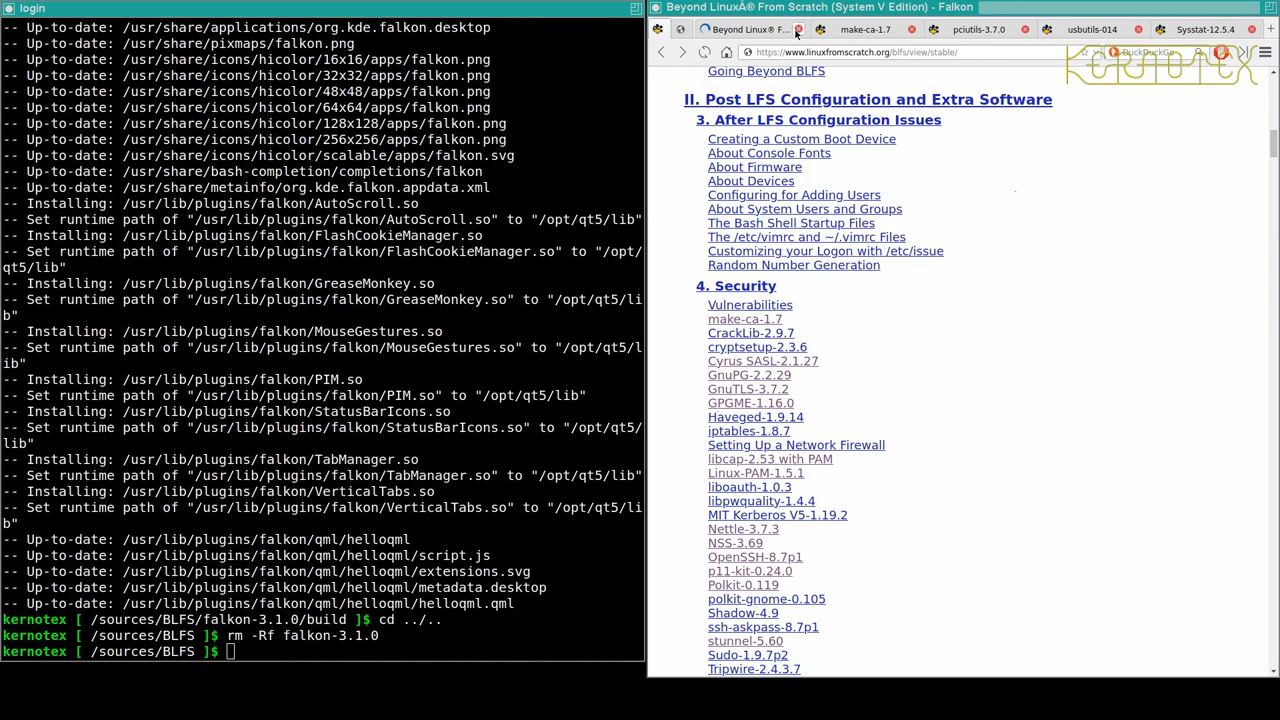 login
-- Up-to-date: /usr/share/applications/org.kde.falkon.desktop
-- Up-to-date: /usr/share/pixmaps/falkon.png
-- Up-to-date: /usr/share/icons/hicolor/16x16/apps/falkon.png
-- Up-to-date: /usr/share/icons/hicolor/32x32/apps/falkon.png
-- Up-to-date: /usr/share/icons/hicolor/48x48/apps/falkon.png
-- Up-to-date: /usr/share/icons/hicolor/64x64/apps/falkon.png
-- Up-to-date: /usr/share/icons/hicolor/128x128/apps/falkon.png
-- Up-to-date: /usr/share/icons/hicolor/256x256/apps/falkon.png
-- Up-to-date: /usr/share/icons/hicolor/scalable/apps/falkon.svg
-- Up-to-date: /usr/share/bash-completion/completions/falkon
-- Up-to-date: /usr/share/metainfo/org.kde.falkon.appdata.xml
-- Installing: /usr/lib/plugins/falkon/AutoScroll.so
-- Set runtime path of "/usr/lib/plugins/falkon/AutoScroll.so" to "/opt/qt5/lib"
-- Installing: /usr/lib/plugins/falkon/FlashCookieManager.so
-- Set runtime path of "/usr/lib/plugins/falkon/FlashCookieManager.so" to "/opt/
qt5/lib"
-- Installing: /usr/lib/plugins/falkon/GreaseMonkey.so
-- Set runtime path of "/usr/lib/plugins/falkon/GreaseMonkey.so" to "/opt/qt5/li
b"
-- Installing: /usr/lib/plugins/falkon/MouseGestures.so
-- Set runtime path of "/usr/lib/plugins/falkon/MouseGestures.so" to "/opt/qt5/l
ib"
-- Installing: /usr/lib/plugins/falkon/PIM.so
-- Set runtime path of "/usr/lib/plugins/falkon/PIM.so" to "/opt/qt5/lib"
-- Installing: /usr/lib/plugins/falkon/StatusBarIcons.so
-- Set runtime path of "/usr/lib/plugins/falkon/StatusBarIcons.so" to "/opt/qt5/
lib"
-- Installing: /usr/lib/plugins/falkon/TabManager.so
-- Set runtime path of "/usr/lib/plugins/falkon/TabManager.so" to "/opt/qt5/lib"
-- Installing: /usr/lib/plugins/falkon/VerticalTabs.so
-- Set runtime path of "/usr/lib/plugins/falkon/VerticalTabs.so" to "/opt/qt5/li
b"
-- Up-to-date: /usr/lib/plugins/falkon/qml/helloqml
-- Up-to-date: /usr/lib/plugins/falkon/qml/helloqml/script.js
-- Up-to-date: /usr/lib/plugins/falkon/qml/helloqml/extensions.svg
-- Up-to-date: /usr/lib/plugins/falkon/qml/helloqml/metadata.desktop
-- Up-to-date: /usr/lib/plugins/falkon/qml/helloqml/helloqml.qml
kernotex [ /sources/BLFS/falkon-3.1.0/build ]$ cd ../..
kernotex [ /sources/BLFS ]$ rm -Rf falkon-3.1.0
kernotex [ /sources/BLFS ]$
Beyond LinuxÂ® From Scratch (System V Edition) - Falkon
Beyond Linux® F... make-ca-1.7 pciutils-3.7.0 usbutils-014 Sysstat-12.5.4
https://www.linuxfromscratch.org/blfs/view/stable/ DuckDuckGo
KERNOTEX
Going Beyond BLFS
II. Post LFS Configuration and Extra Software
3. After LFS Configuration Issues
Creating a Custom Boot Device
About Console Fonts
About Firmware
About Devices
Configuring for Adding Users
About System Users and Groups
The Bash Shell Startup Files
The /etc/vimrc and ~/.vimrc Files
Customizing your Logon with /etc/issue
Random Number Generation
4. Security
Vulnerabilities
make-ca-1.7
CrackLib-2.9.7
cryptsetup-2.3.6
Cyrus SASL-2.1.27
GnuPG-2.2.29
GnuTLS-3.7.2
GPGME-1.16.0
Haveged-1.9.14
iptables-1.8.7
Setting Up a Network Firewall
libcap-2.53 with PAM
Linux-PAM-1.5.1
liboauth-1.0.3
libpwquality-1.4.4
MIT Kerberos V5-1.19.2
Nettle-3.7.3
NSS-3.69
OpenSSH-8.7p1
p11-kit-0.24.0
Polkit-0.119
polkit-gnome-0.105
Shadow-4.9
ssh-askpass-8.7p1
stunnel-5.60
Sudo-1.9.7p2
Tripwire-2.4.3.7